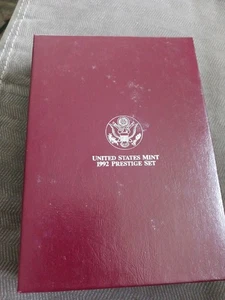 UNITED STATES MINT
1992 PRESTIGE SET